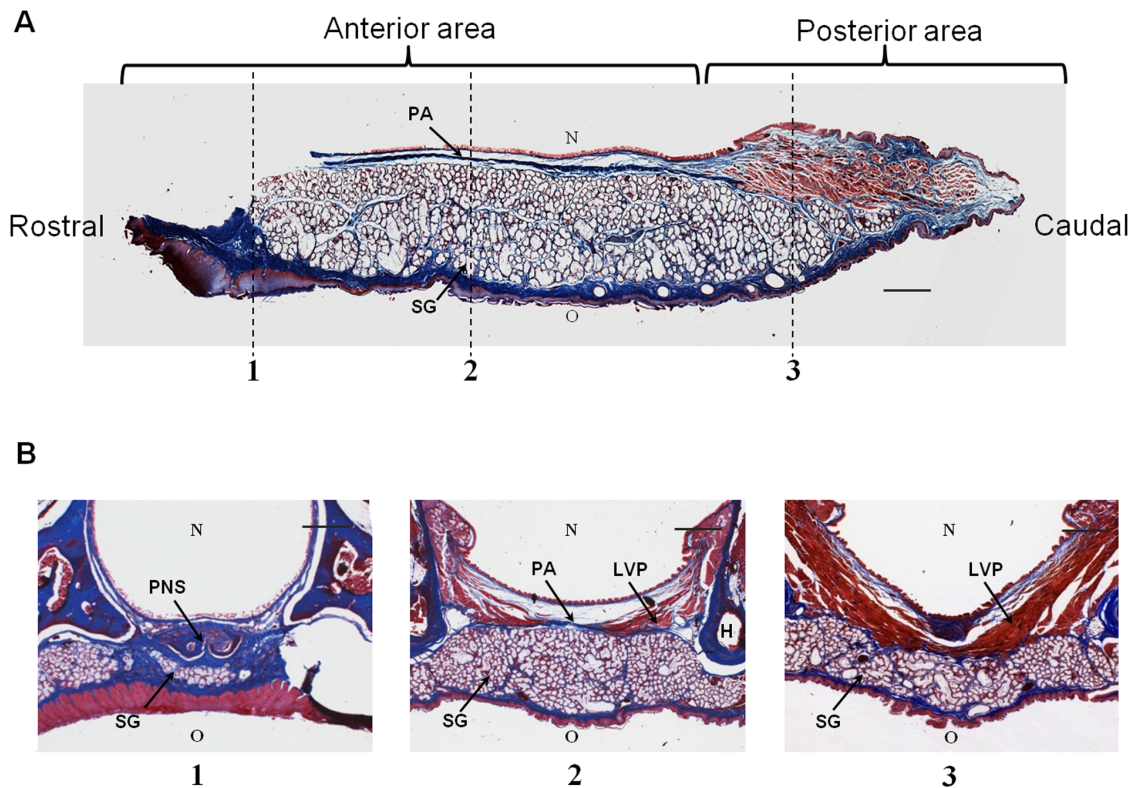 A
Anterior area
Posterior area
PA
N
Rostral
Caudal
SG
O
1
2
3
B
N
PNS
SG
O
1
N
PA
LVP
H
SG
O
2
N
LVP
SG
O
3